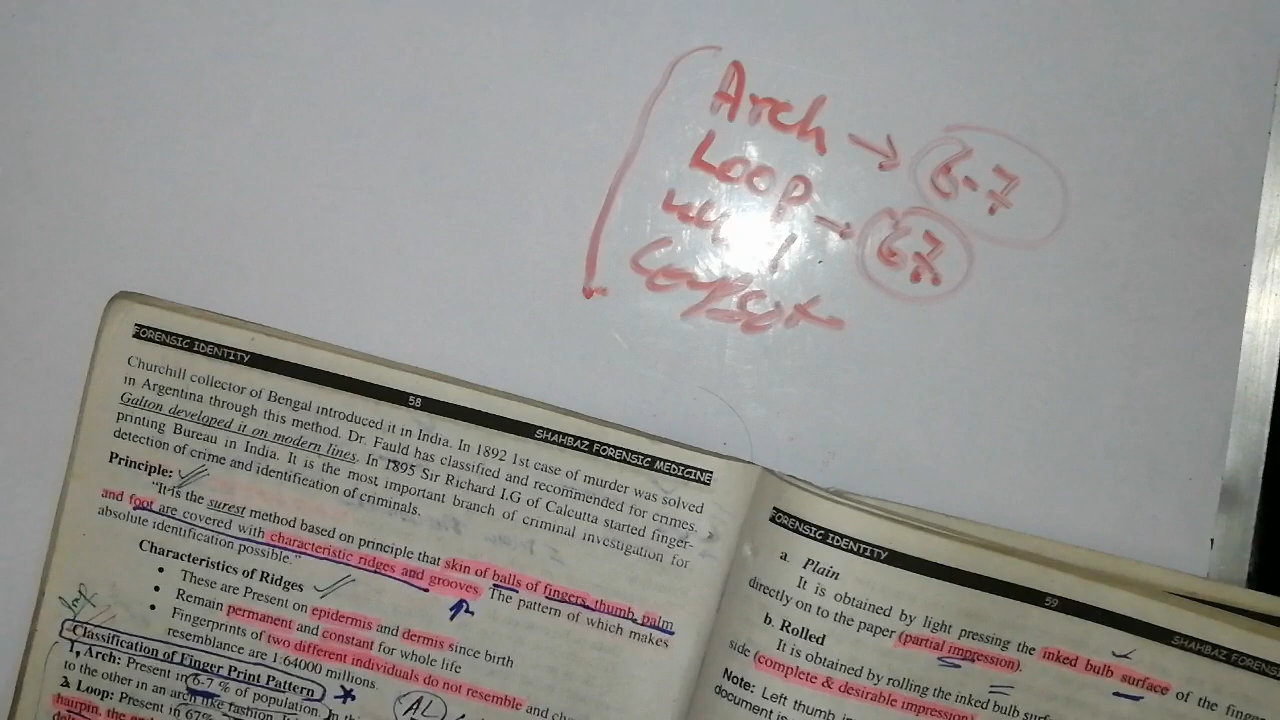 Arch → 6-7
Loop → 67
FORENSIC IDENTITY
58
SHAHBAZ FORENSIC MEDICINE
Churchill collector of Bengal introduced it in India. In 1892 1st case of murder was solved
in Argentina through this method. Dr. Fauld has classified and recommended for crimes.
Galton developed it on modern lines. In 1895 Sir Richard I.G of Calcutta started finger-
printing Bureau in India. It is the most important branch of criminal investigation for
detection of crime and identification of criminals.
Principle:
"It is the surest method based on principle that skin of balls of fingers, thumb, palm
and foot are covered with characteristic ridges and grooves. The pattern of which makes
absolute identification possible."
Characteristics of Ridges
• These are Present on epidermis and dermis since birth
• Remain permanent and constant for whole life
• Fingerprints of two different individuals do not resemble and
resemblance are 1:64000 millions.
Imp
Classification of Finger Print Pattern
1, Arch: Present in 6-7 % of population.
to the other in an arch like fashion.
AL
2. Loop: Present in 67%
hairpin, the
FORENSIC IDENTITY
59
SHAHBAZ
a. Plain
It is obtained by light pressing the inked bulb surface of the
directly on to the paper (partial impression).
b. Rolled
It is obtained by rolling the inked bulb
side (complete & desirable impression)
Note: Left thumb
document is